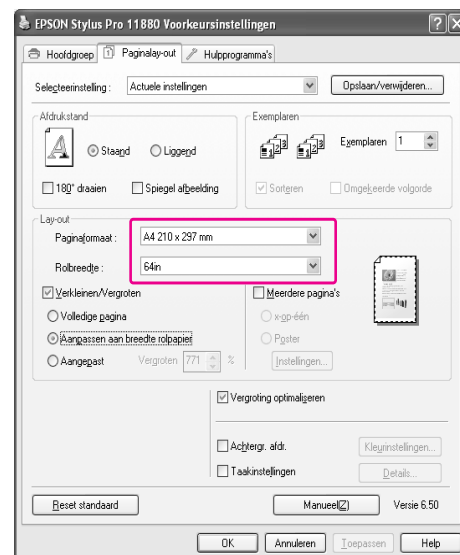 EPSON Stylus Pro 11880 Voorkeursinstellingen
Hoofdgroep Paginalay-out Hulpprogramma's
Selecteerinstelling : Actuele instellingen Opslaan/verwijderen...
Afdrukstand Exemplaren
Staand Liggend Exemplaren 1
180° draaien Spiegel afbeelding Sorteren Omgekeerde volgorde
Lay-out
Paginaformaat : A4 210 x 297 mm
Rolbreedte : 64in
Verkleinen/Vergroten Meerdere pagina's
Volledige pagina x-op-één
Aanpassen aan breedte rolpapier Poster
Aangepast Vergroten 771 % Instellingen...
Vergroting optimaliseren
Achtergr. afdr. Kleurinstellingen...
Taakinstellingen Details...
Reset standaard Manueel(Z) Versie 6.50
OK Annuleren Toepassen Help